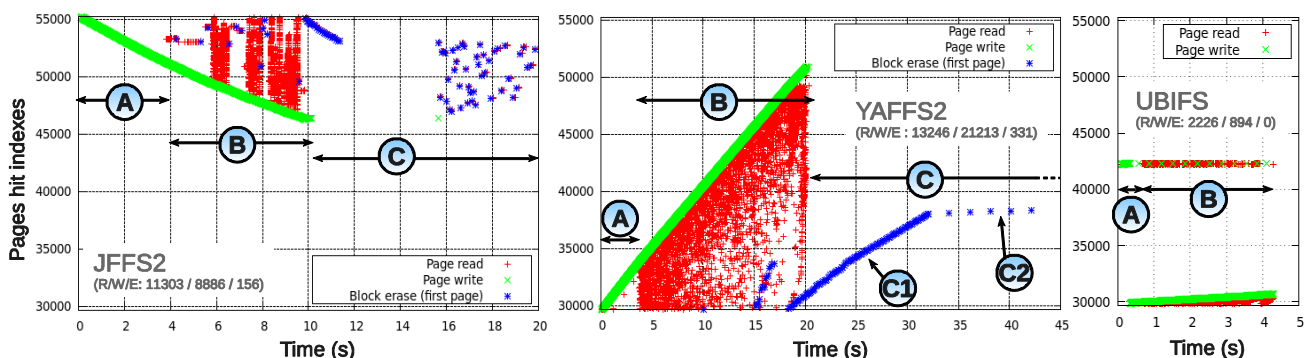 Pages hit indexes
55000
50000
45000
40000
35000
30000
A
B
C
JFFS2
(R/W/E: 11303 / 8886 / 156)
Page read
Page write
Block erase (first page)
0 2 4 6 8 10 12 14 16 18 20
Time (s)
55000
50000
45000
40000
35000
30000
Page read
Page write
Block erase (first page)
YAFFS2
(R/W/E : 13246 / 21213 / 331)
A
B
C
C1
C2
0 5 10 15 20 25 30 35 40 45
Time (s)
55000
50000
45000
40000
35000
30000
Page read
Page write
UBIFS
(R/W/E: 2226 / 894 / 0)
A
B
0 1 2 3 4 5
Time (s)